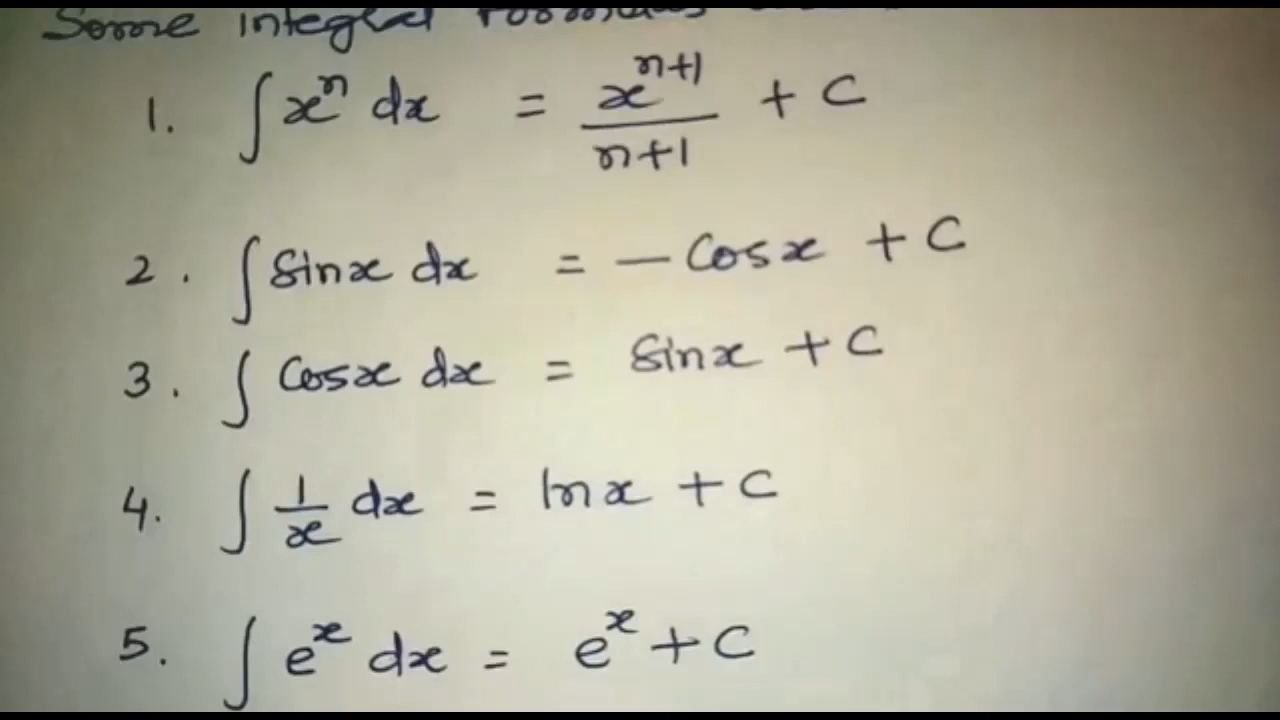 Some integral formulas
1. ∫ xⁿ dx = xⁿ⁺¹/n+1 + C
2. ∫ Sinx dx = − Cosx + C
3. ∫ Cosx dx = Sinx + C
4. ∫ 1/x dx = lnx + C
5. ∫ eˣ dx = eˣ + C